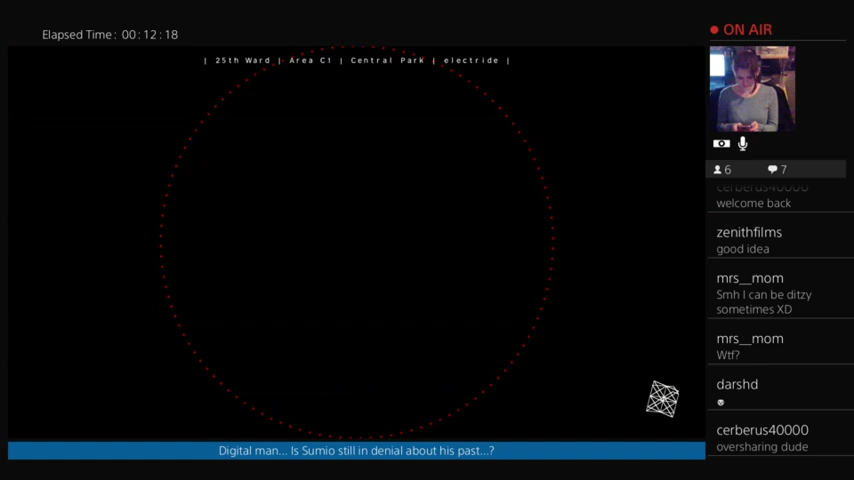 Elapsed Time: 00:12:18
ON AIR
| 25th Ward | Area C1 | Central Park | electride |
6
7
cerberus40000
welcome back
zenithfilms
good idea
mrs__mom
Smh I can be ditzy
sometimes XD
mrs__mom
Wtf?
darshd
cerberus40000
oversharing dude
Digital man... Is Sumio still in denial about his past...?